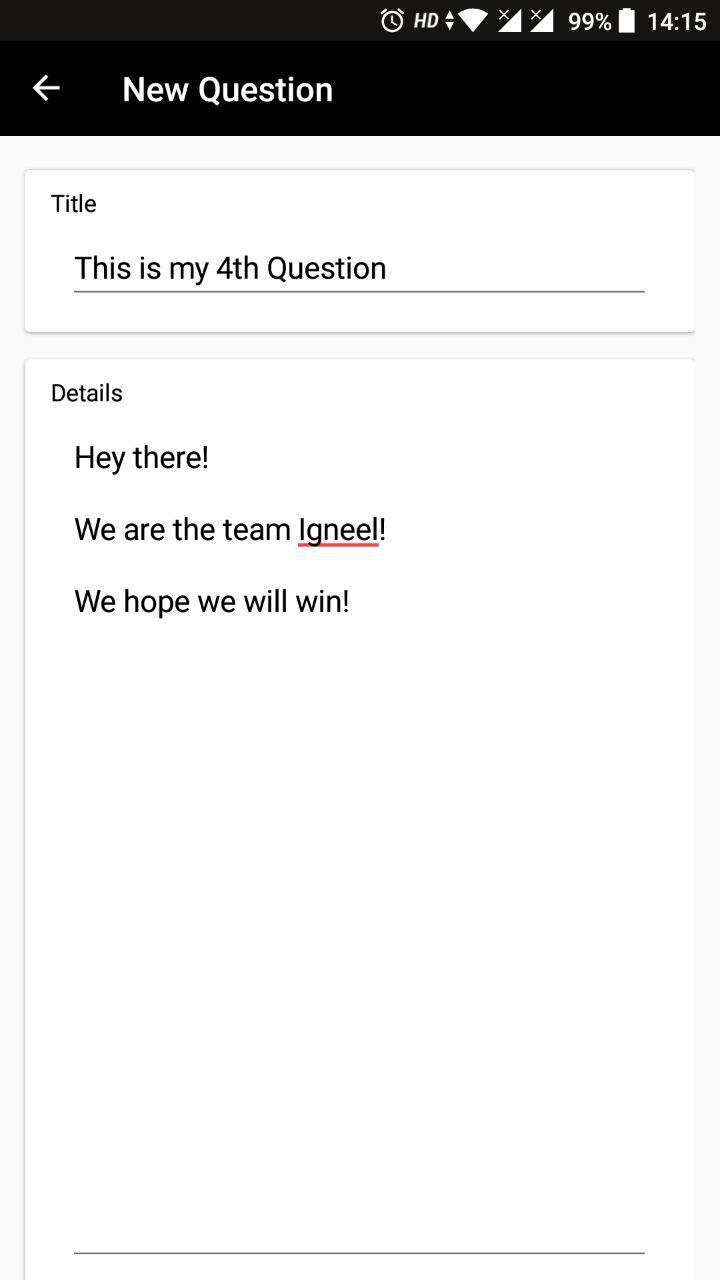 HD 99% 14:15
New Question
Title
This is my 4th Question
Details
Hey there!
We are the team Igneel!
We hope we will win!